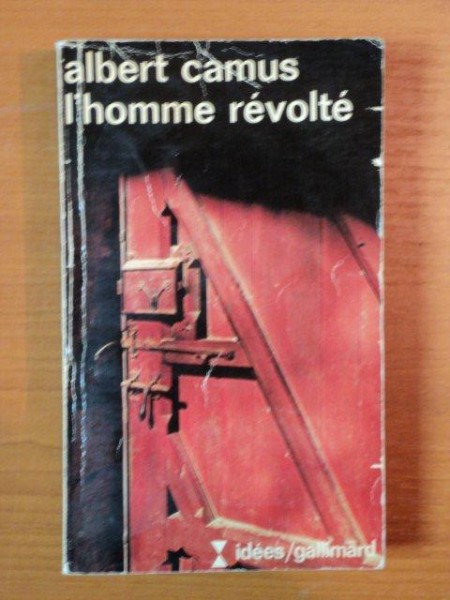 albert camus
l'homme révolté
idées/gallimard